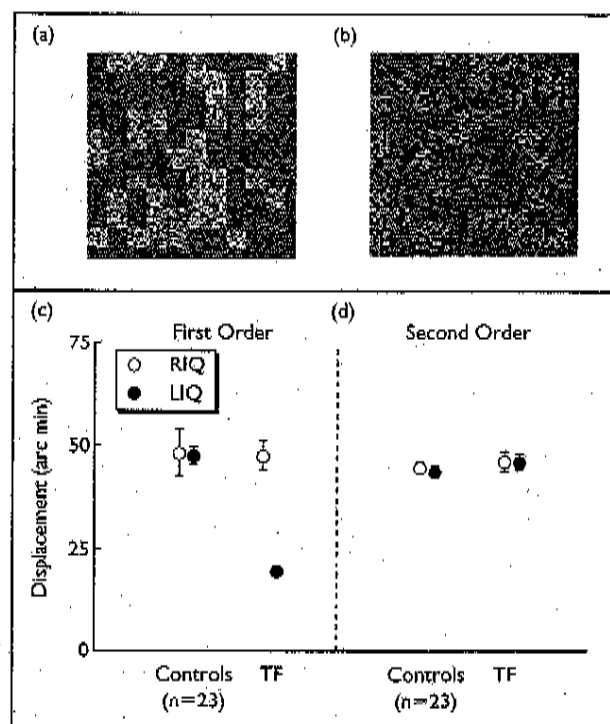 (a)
(b)
(c)
(d)
First Order
Second Order
75
RIQ
LIQ
50
25
0
Displacement (arc min)
Controls
TF
Controls
TF
(n=23)
(n=23)